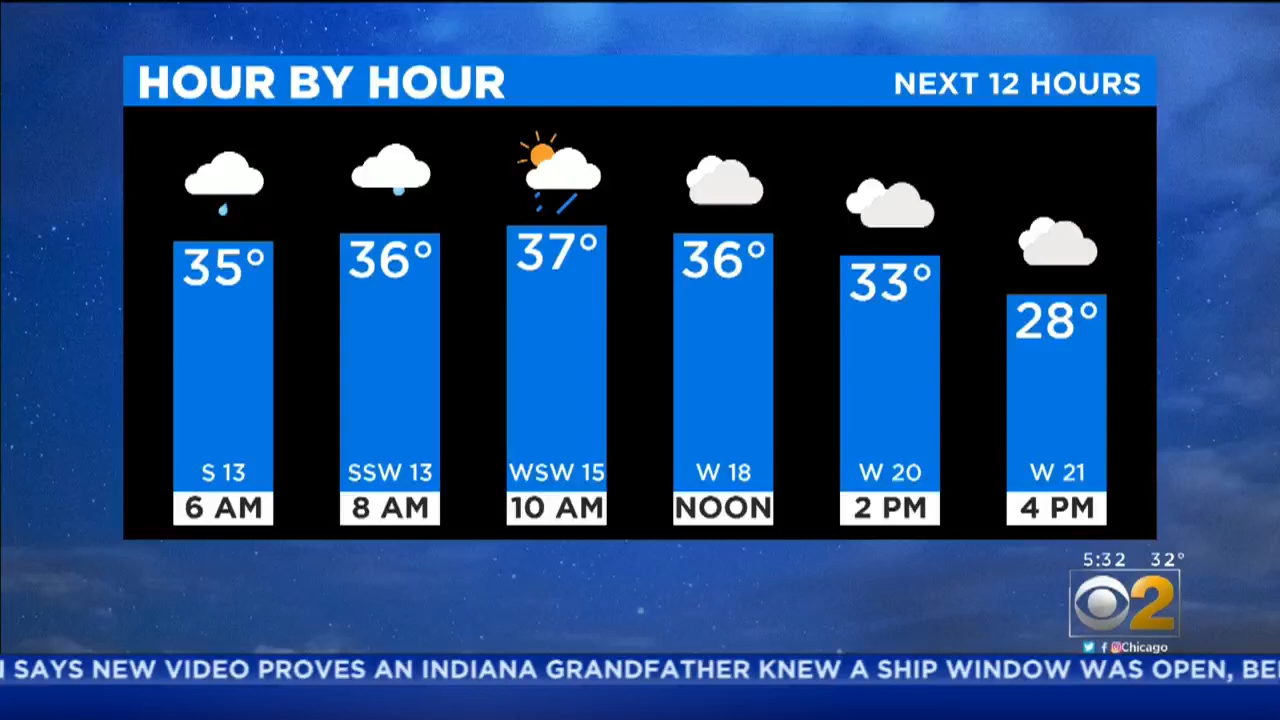 HOUR BY HOUR
NEXT 12 HOURS
35° 36° 37° 36° 33° 28°
S 13 SSW 13 WSW 15 W 18 W 20 W 21
6 AM 8 AM 10 AM NOON 2 PM 4 PM
5:32 32°
2
Chicago
SAYS NEW VIDEO PROVES AN INDIANA GRANDFATHER KNEW A SHIP WINDOW WAS OPEN,